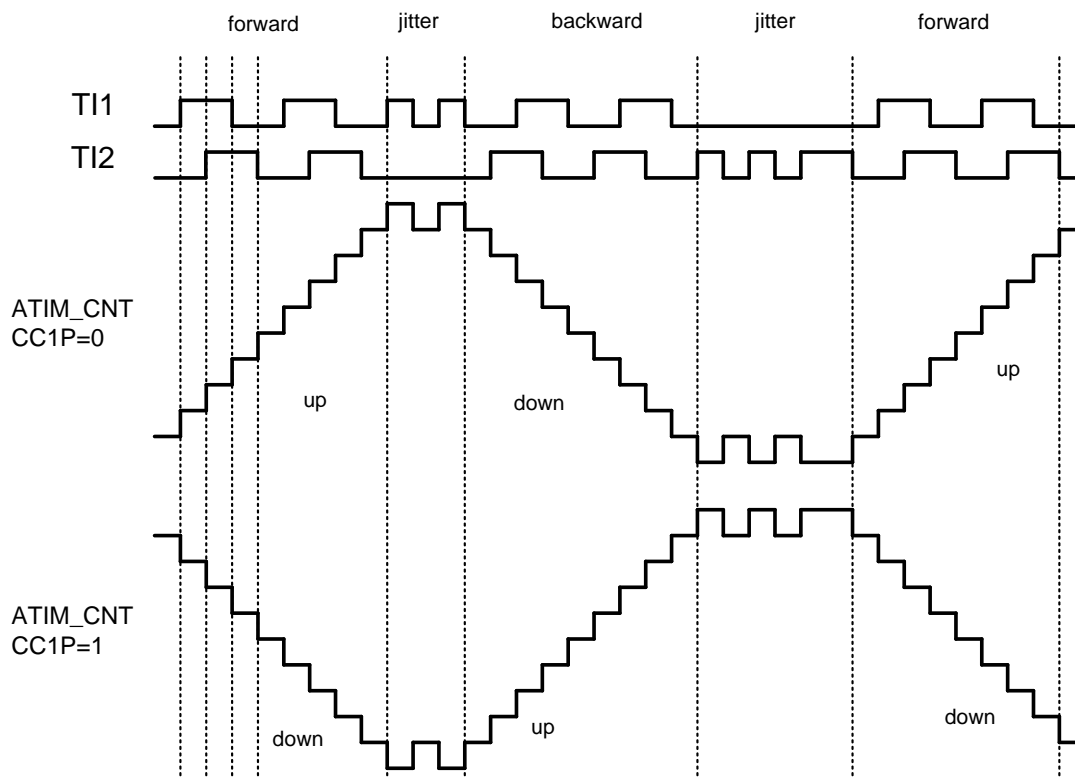 forward jitter backward jitter forward
TI1
TI2
ATIM_CNT
CC1P=0
up
down
up
ATIM_CNT
CC1P=1
down
up
down